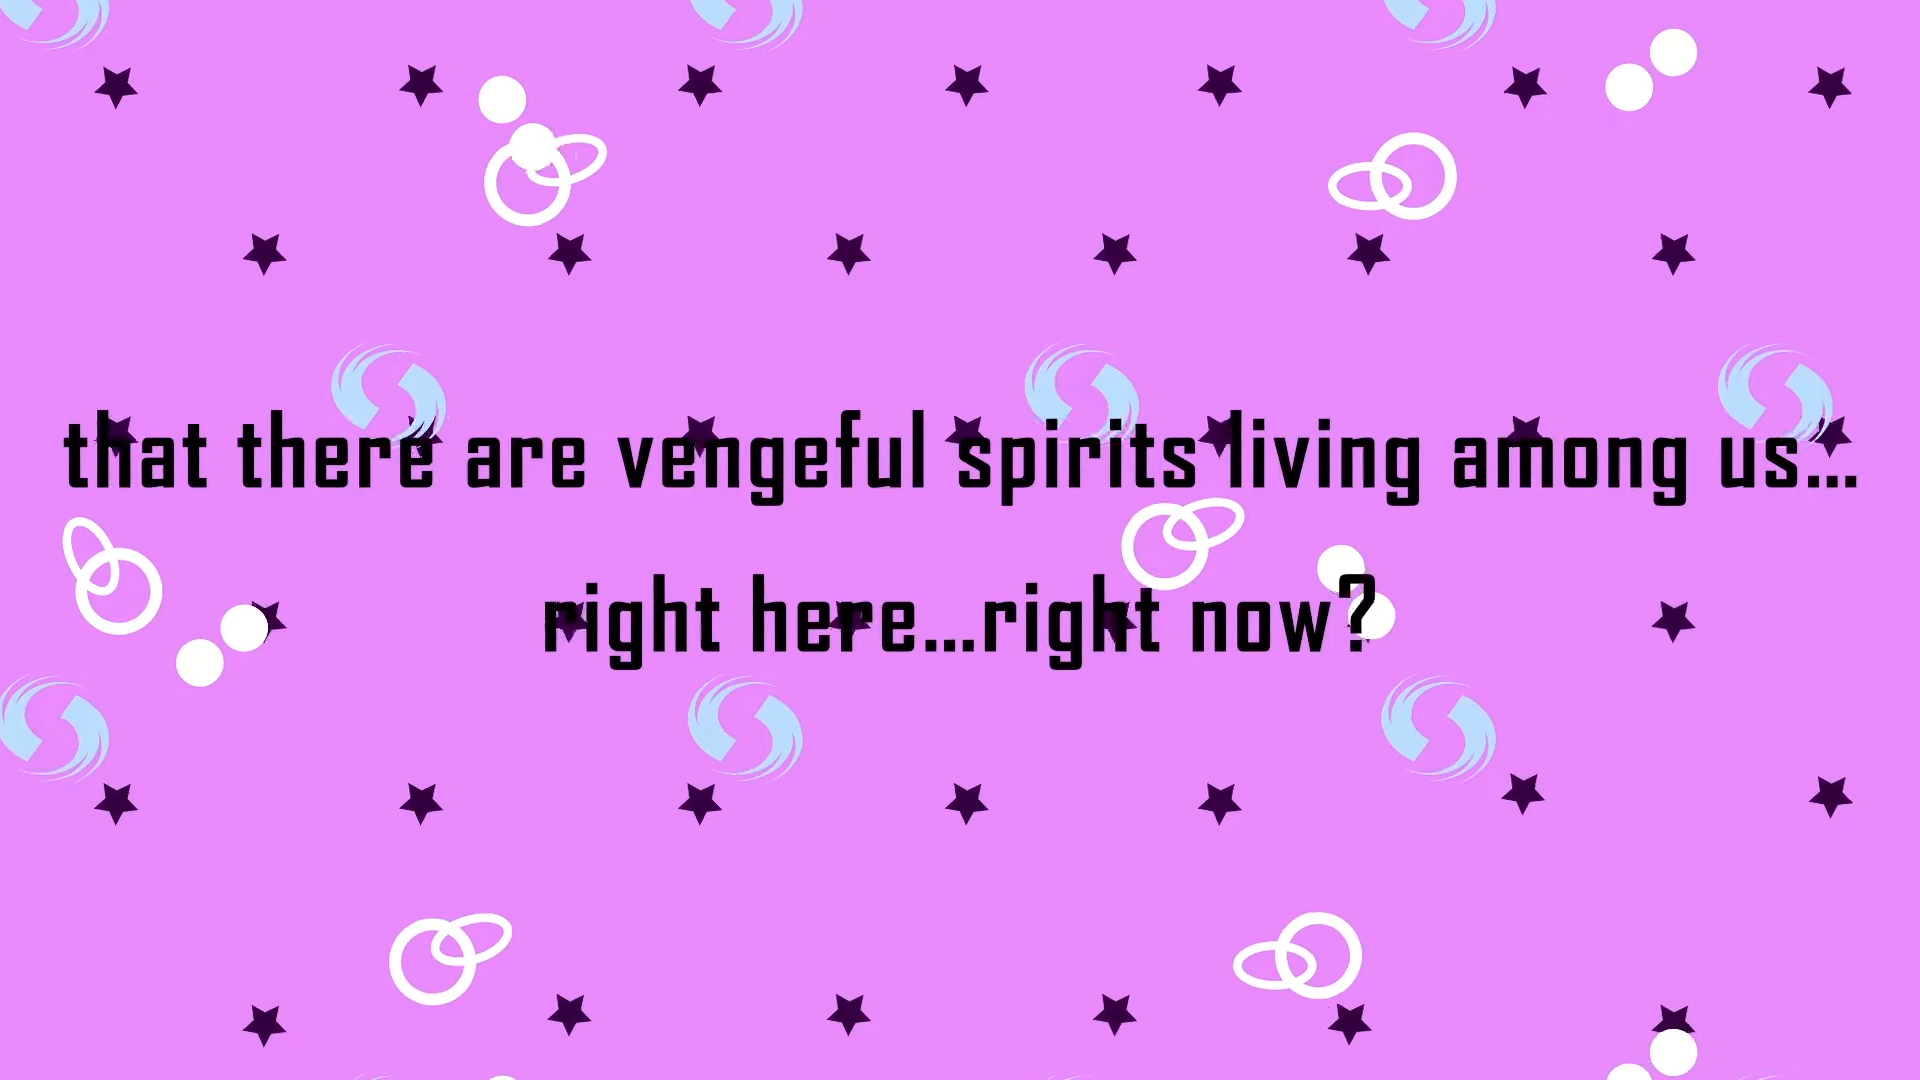 that there are vengeful spirits living among us...
right here...right now?